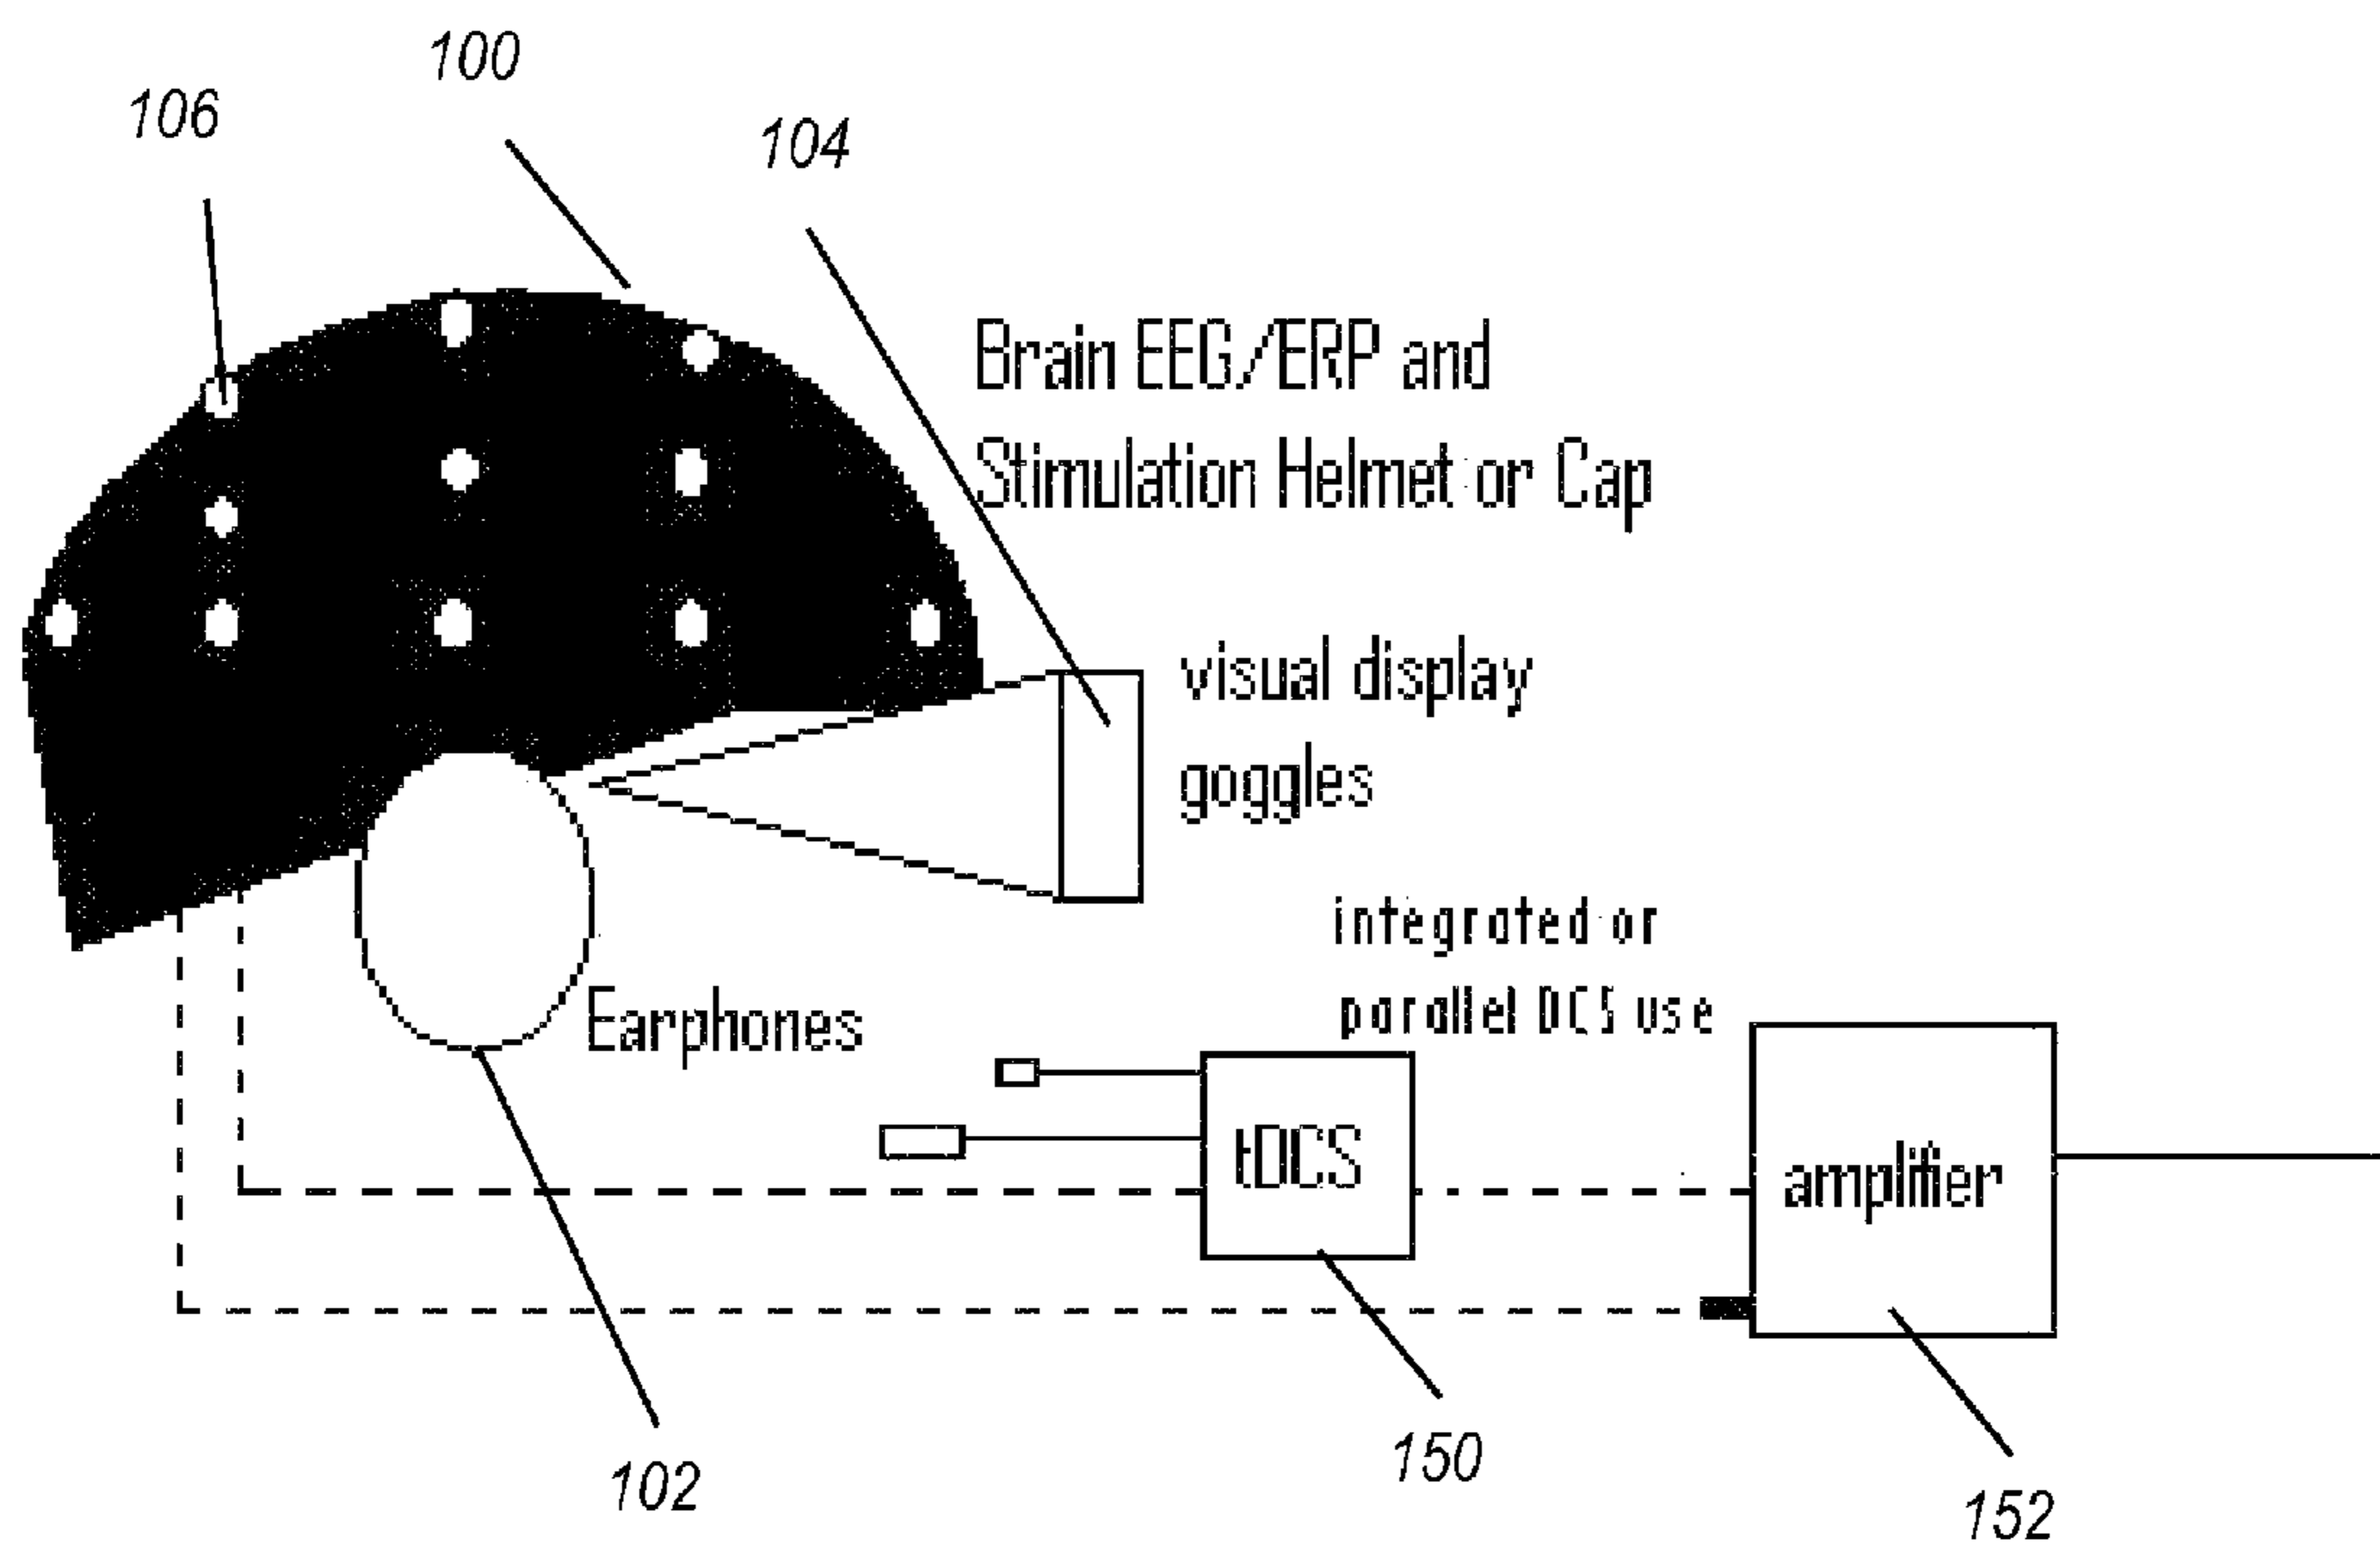 100
106
104
Brain EEG/ERP and
Stimulation Helmet or Cap
visual display
goggles
integrated or
parallel DCS use
Earphones
tDCS
amplifier
150
102
152